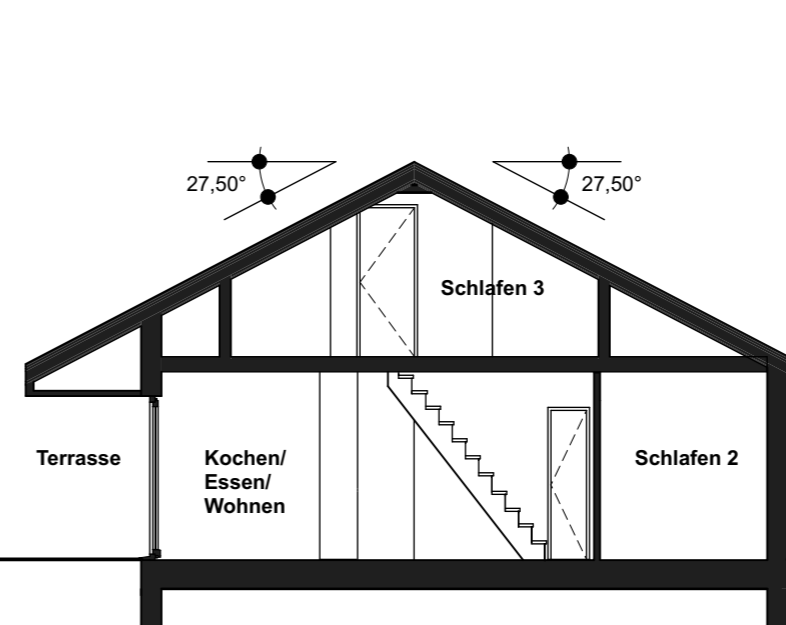 27,50°
27,50°
Schlafen 3
Terrasse
Kochen/
Essen/
Wohnen
Schlafen 2